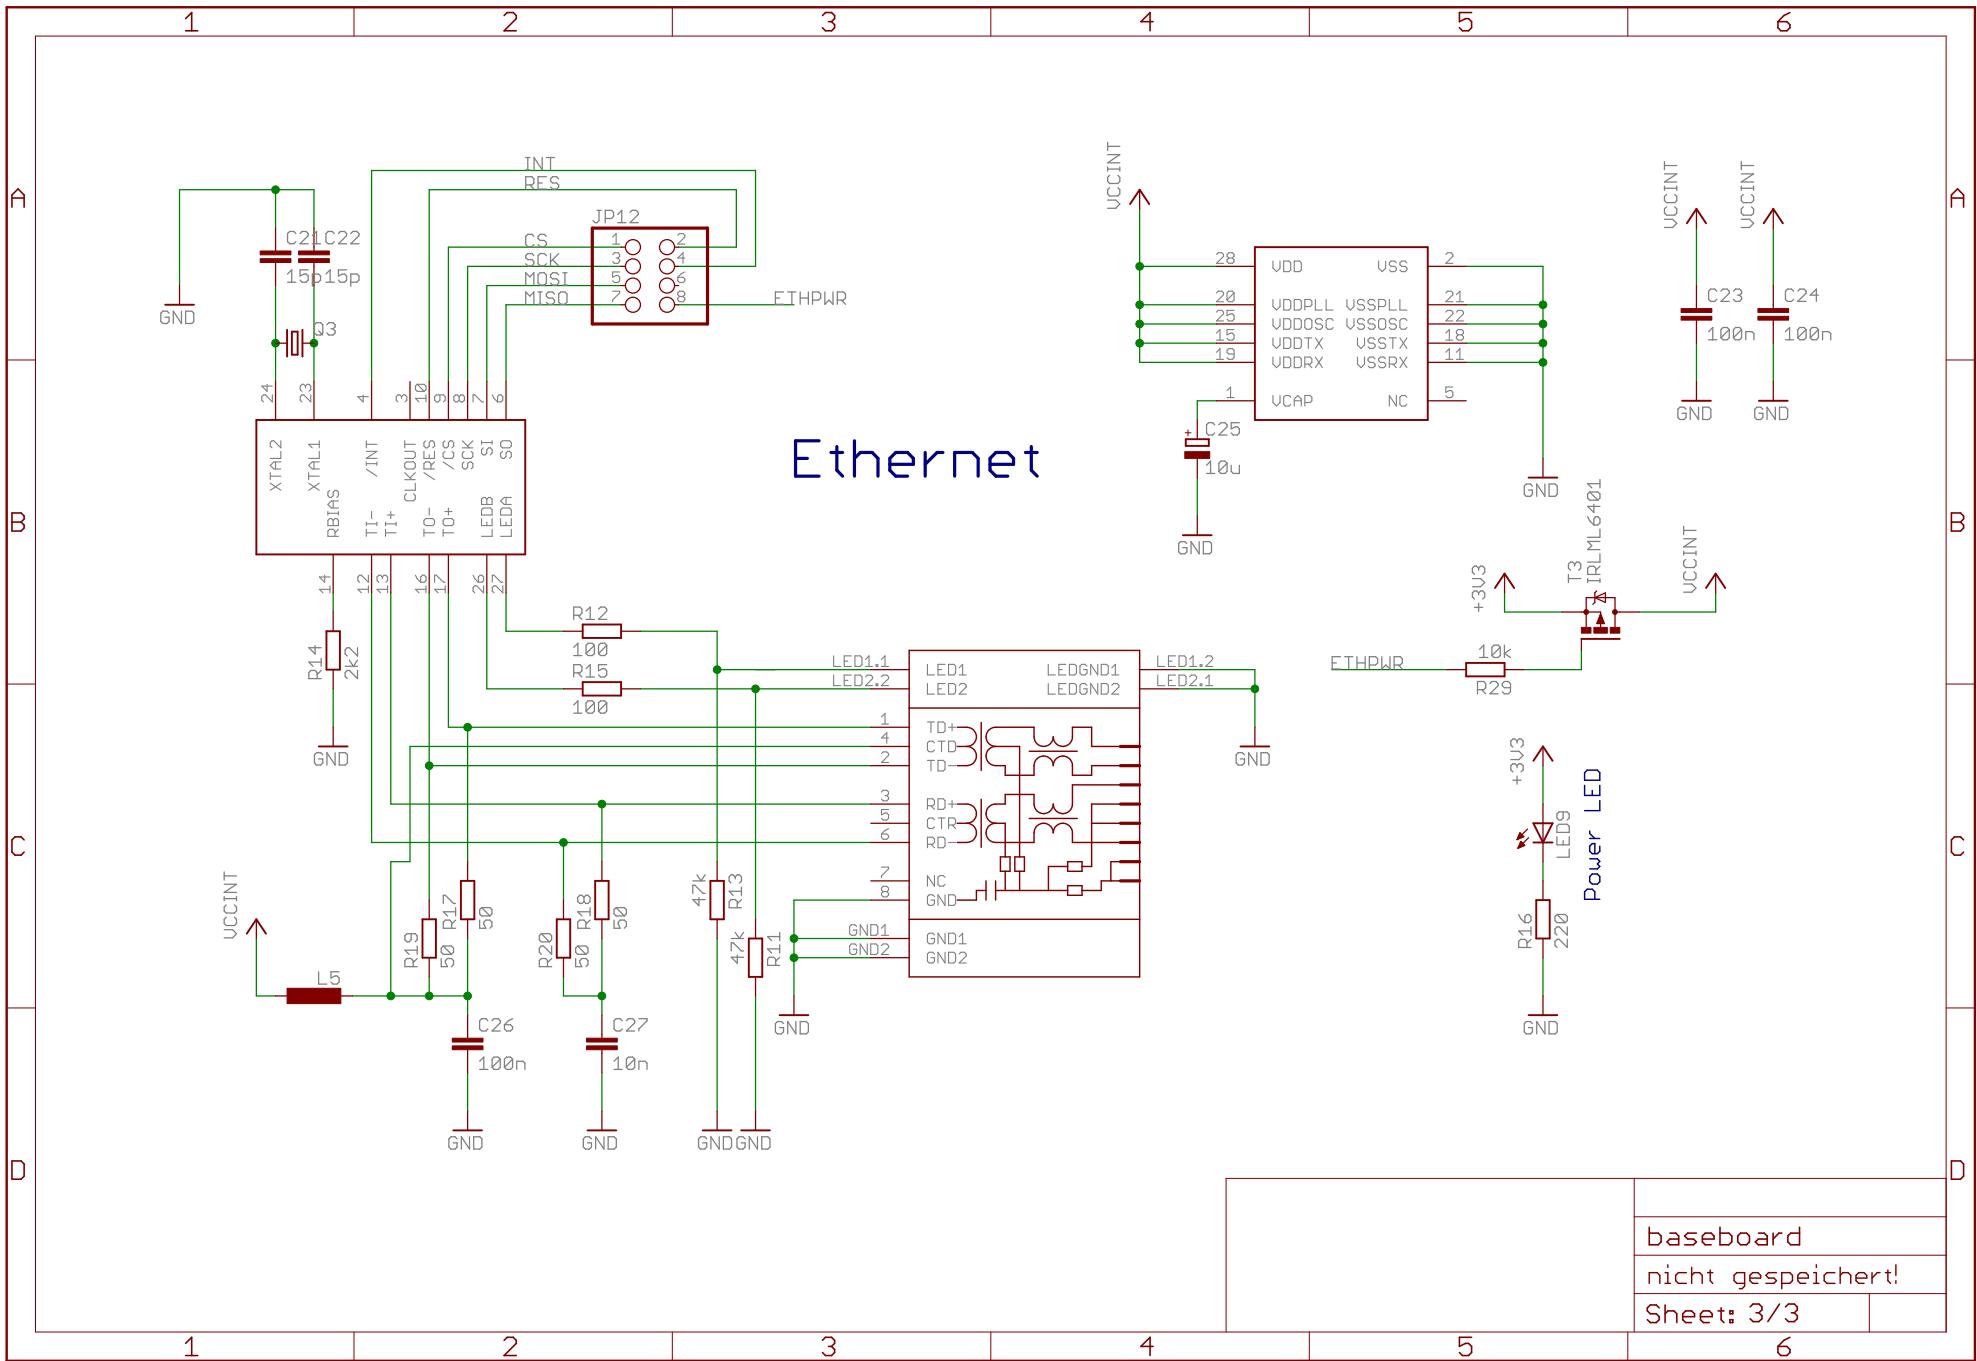 1 2 3 4 5 6
A A
B B
C C
D D
1 2 3 4 5 6
INT
RES
JP12
CS
SCK
MOSI
MISO
1 2
3 4
5 6
7 8
ETHPWR
C21 C22
15p 15p
GND
Q3
24 23 4 3 10 9 8 7 6
XTAL2 XTAL1 /INT CLKOUT /RES /CS SCK SI SO
RBIAS TI- TI+ TO- TO+ LEDB LEDA
14 12 13 16 17 26 27
R14
2k2
GND
R12
100
R15
100
Ethernet
VCCINT
28 VDD VSS 2
20 VDDPLL VSSPLL 21
25 VDDOSC VSSOSC 22
15 VDDTX VSSTX 18
19 VDDRX VSSRX 11
1 VCAP NC 5
+
C25
10u
GND
GND
VCCINT
VCCINT
C23
100n
C24
100n
GND
GND
LED1.1 LED1 LEDGND1 LED1.2
LED2.2 LED2 LEDGND2 LED2.1
1 TD+
4 CTD
2 TD-
3 RD+
5 CTR
6 RD-
7 NC
8 GND
GND1 GND1
GND2 GND2
GND
GND
+3V3
T3
IRLML6401
VCCINT
ETHPWR
10k
R29
+3V3
LED9
Power LED
R16
220
GND
VCCINT
L5
R19
50
R17
50
R20
50
R18
50
47k
R13
47k
R11
C26
100n
C27
10n
GND
GND
GND
GND
baseboard
nicht gespeichert!
Sheet: 3/3